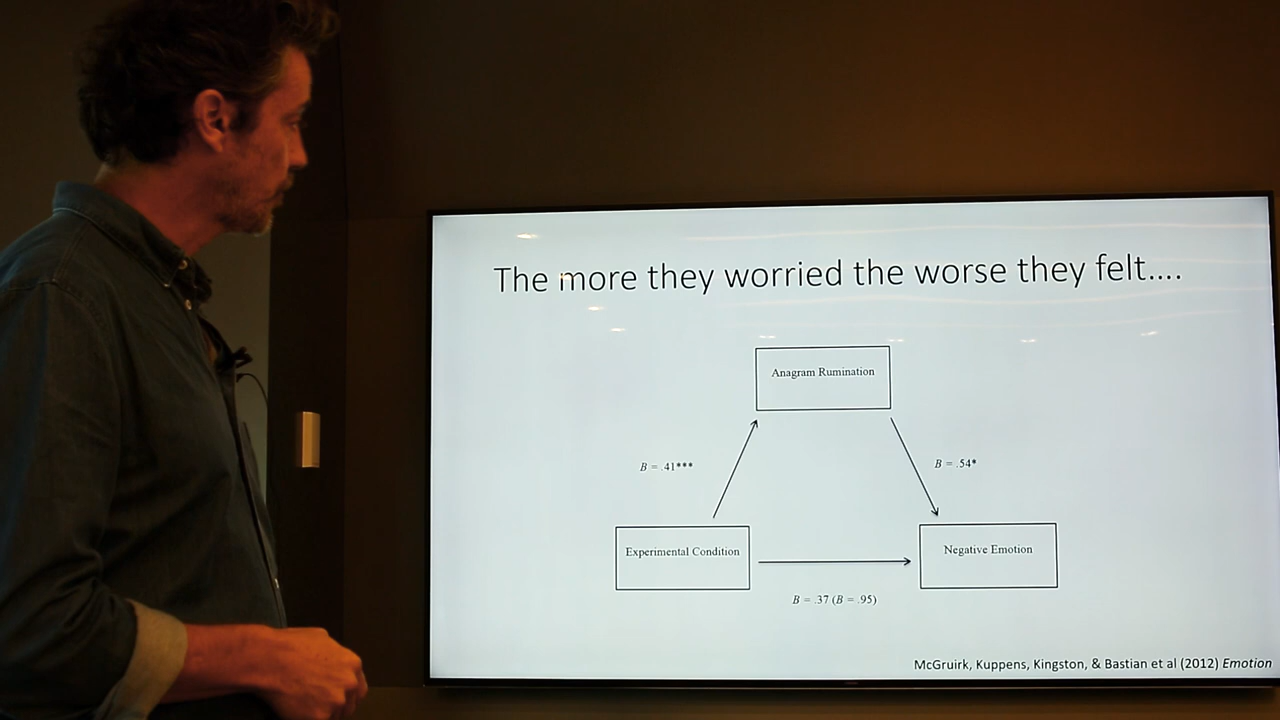 The more they worried the worse they felt....
Anagram Rumination
B = .41***
B = .54*
Experimental Condition
Negative Emotion
B = .37 (B = .95)
McGruirk, Kuppens, Kingston, & Bastian et al (2012) Emotion